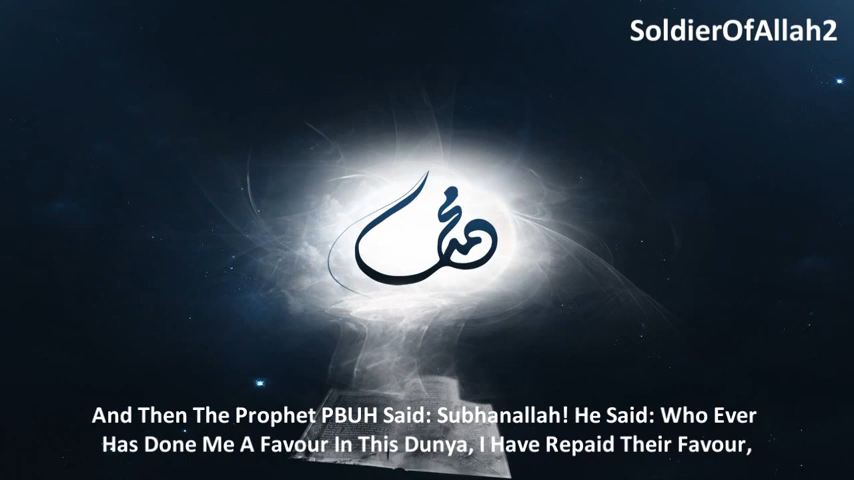 SoldierOfAllah2
محمد
And Then The Prophet PBUH Said: Subhanallah! He Said: Who Ever
Has Done Me A Favour In This Dunya, I Have Repaid Their Favour,